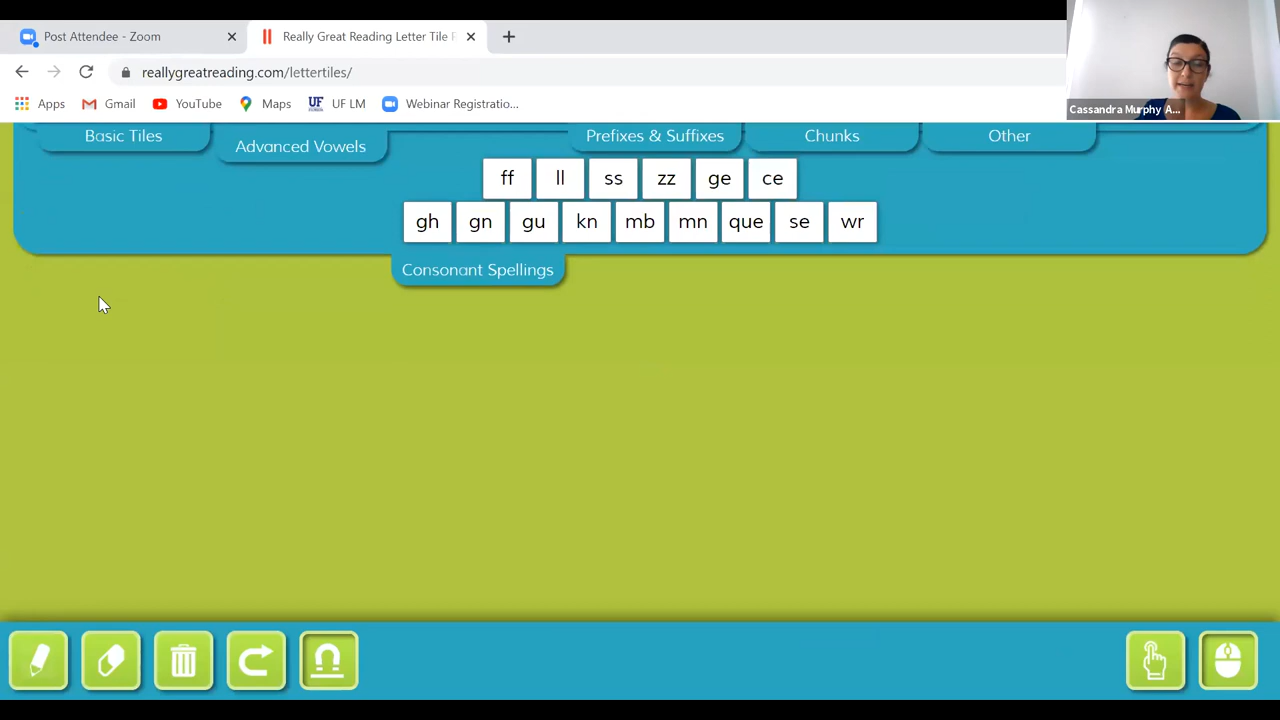 Post Attendee - Zoom
Really Great Reading Letter Tile
reallygreatreading.com/lettertiles/
Apps Gmail YouTube Maps UF UF LM Webinar Registratio...
Cassandra Murphy A...
Basic Tiles Advanced Vowels Prefixes & Suffixes Chunks Other
ff ll ss zz ge ce
gh gn gu kn mb mn que se wr
Consonant Spellings